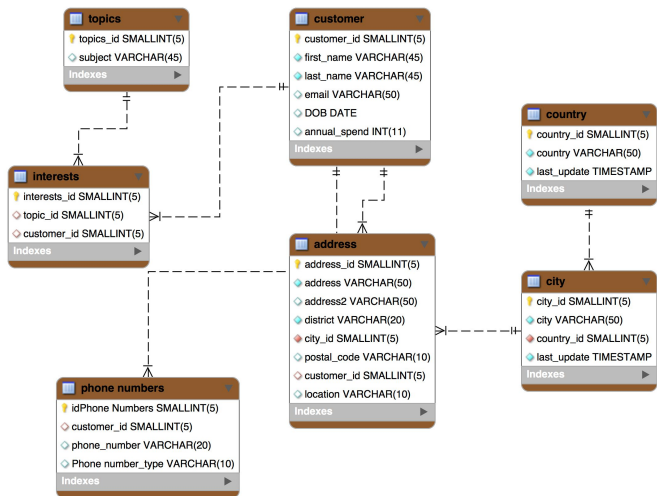 topics
topics_id SMALLINT(5)
subject VARCHAR(45)
Indexes
customer
customer_id SMALLINT(5)
first_name VARCHAR(45)
last_name VARCHAR(45)
email VARCHAR(50)
DOB DATE
annual_spend INT(11)
Indexes
country
country_id SMALLINT(5)
country VARCHAR(50)
last_update TIMESTAMP
Indexes
interests
interests_id SMALLINT(5)
topic_id SMALLINT(5)
customer_id SMALLINT(5)
Indexes
address
address_id SMALLINT(5)
address VARCHAR(50)
address2 VARCHAR(50)
district VARCHAR(20)
city_id SMALLINT(5)
postal_code VARCHAR(10)
customer_id SMALLINT(5)
location VARCHAR(10)
Indexes
city
city_id SMALLINT(5)
city VARCHAR(50)
country_id SMALLINT(5)
last_update TIMESTAMP
Indexes
phone numbers
idPhone Numbers SMALLINT(5)
customer_id SMALLINT(5)
phone_number VARCHAR(20)
Phone number_type VARCHAR(10)
Indexes